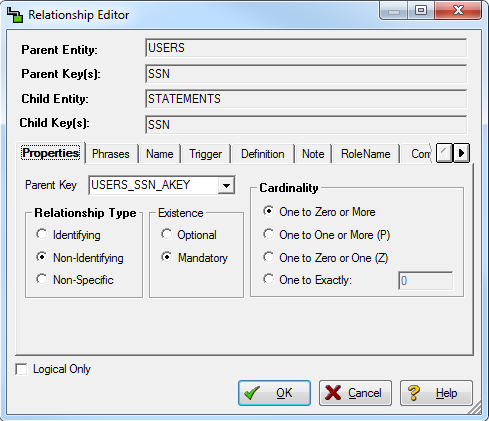 Relationship Editor
Parent Entity: USERS
Parent Key(s): SSN
Child Entity: STATEMENTS
Child Key(s): SSN
Properties Phrases Name Trigger Definition Note RoleName Com
Parent Key USERS_SSN_AKEY
Cardinality
Relationship Type Existence
One to Zero or More
Identifying Optional
One to One or More (P)
Non-Identifying Mandatory
One to Zero or One (Z)
Non-Specific
One to Exactly: 0
Logical Only
OK Cancel Help